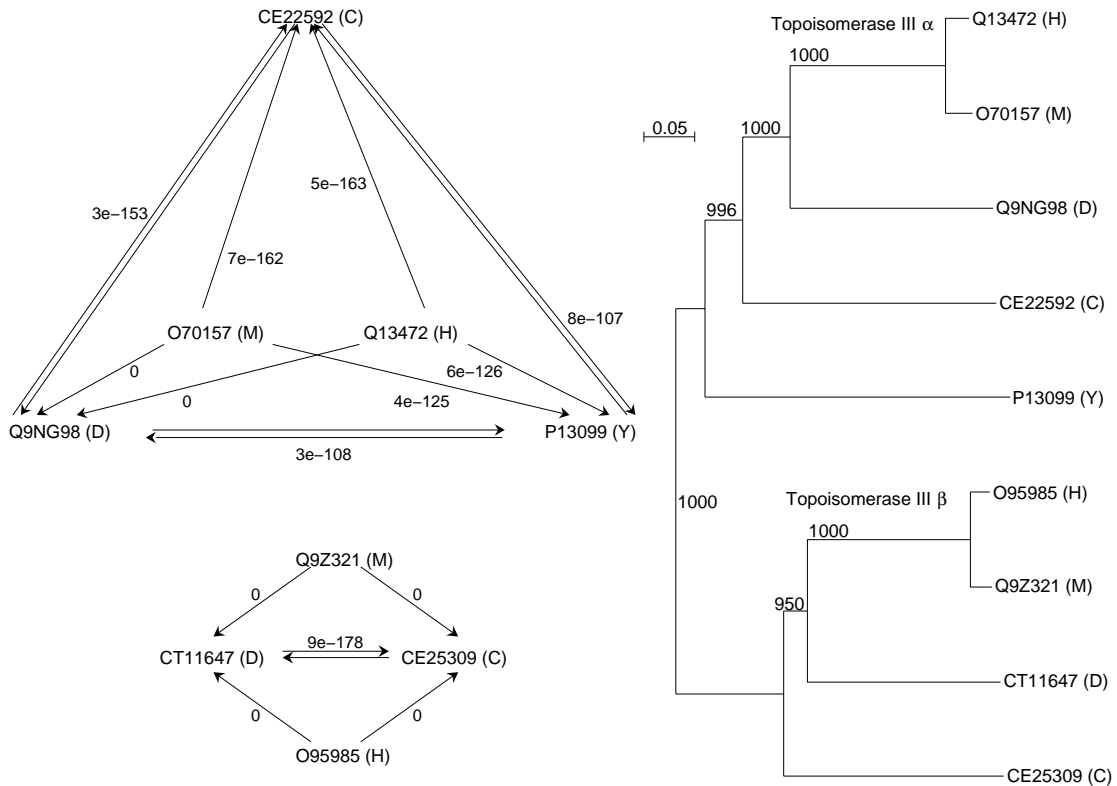 CE22592 (C)
3e−153
5e−163
7e−162
8e−107
O70157 (M)
Q13472 (H)
0
0
6e−126
4e−125
Q9NG98 (D)
P13099 (Y)
3e−108
Q9Z321 (M)
0
0
CT11647 (D)
9e−178
CE25309 (C)
0
0
O95985 (H)
Topoisomerase III α
Q13472 (H)
1000
O70157 (M)
0.05
1000
Q9NG98 (D)
996
CE22592 (C)
P13099 (Y)
1000
Topoisomerase III β
O95985 (H)
1000
Q9Z321 (M)
950
CT11647 (D)
CE25309 (C)